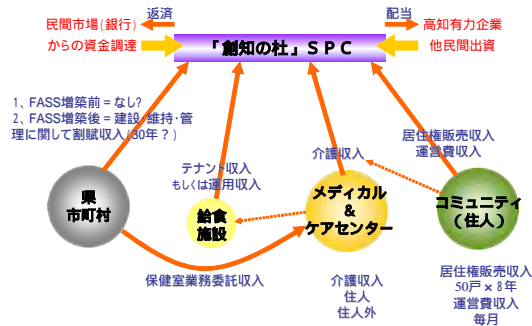 返済
配当
民間市場(銀行)
からの資金調達
「創知の杜」ＳＰＣ
高知有力企業
他民間出資
1、FASS増築前＝なし?
2、FASS増築後＝建設・維持・管
理に関して割賦収入(30年？)
テナント収入
もしくは運用収入
介護収入
居住権販売収入
運営費収入
県
市町村
給食
施設
メディカル
＆
ケアセンター
コミュニティ
（住人）
保健室業務委託収入
介護収入
住人
住人外
居住権販売収入
50戸×8年
運営費収入
毎月